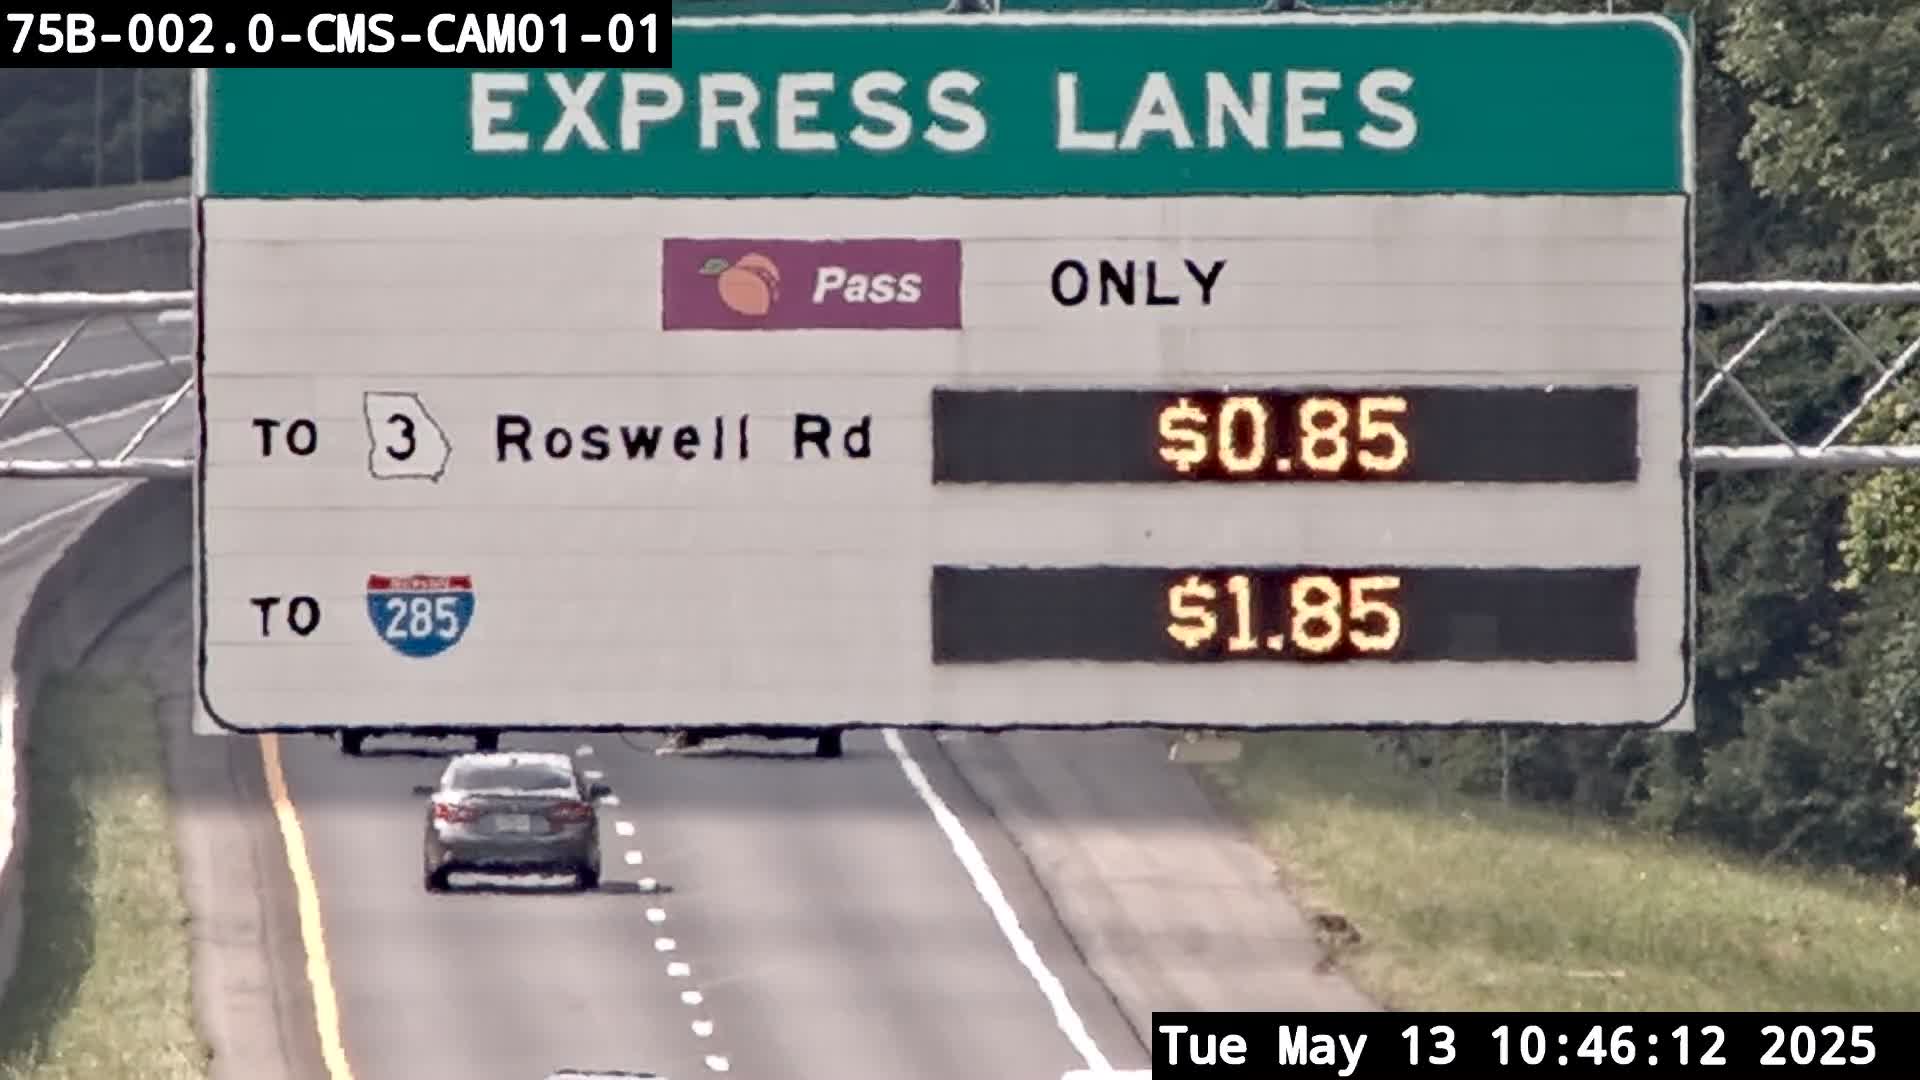 75B-002.0-CMS-CAM01-01
EXPRESS LANES
Pass ONLY
TO 3 Roswell Rd $0.85
TO 285 $1.85
Tue May 13 10:46:12 2025